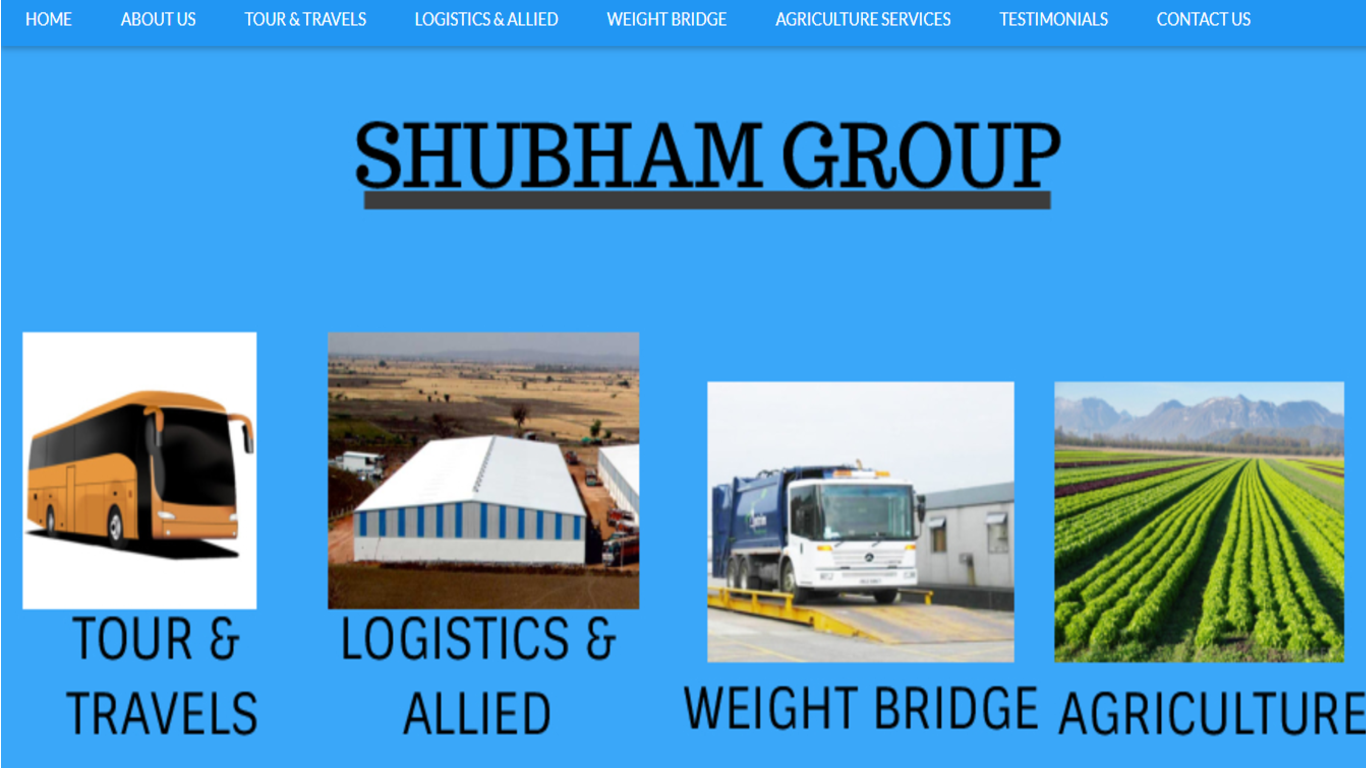 HOME ABOUT US TOUR & TRAVELS LOGISTICS & ALLIED WEIGHT BRIDGE AGRICULTURE SERVICES TESTIMONIALS CONTACT US
SHUBHAM GROUP
TOUR &
TRAVELS
LOGISTICS &
ALLIED
WEIGHT BRIDGE
AGRICULTURE